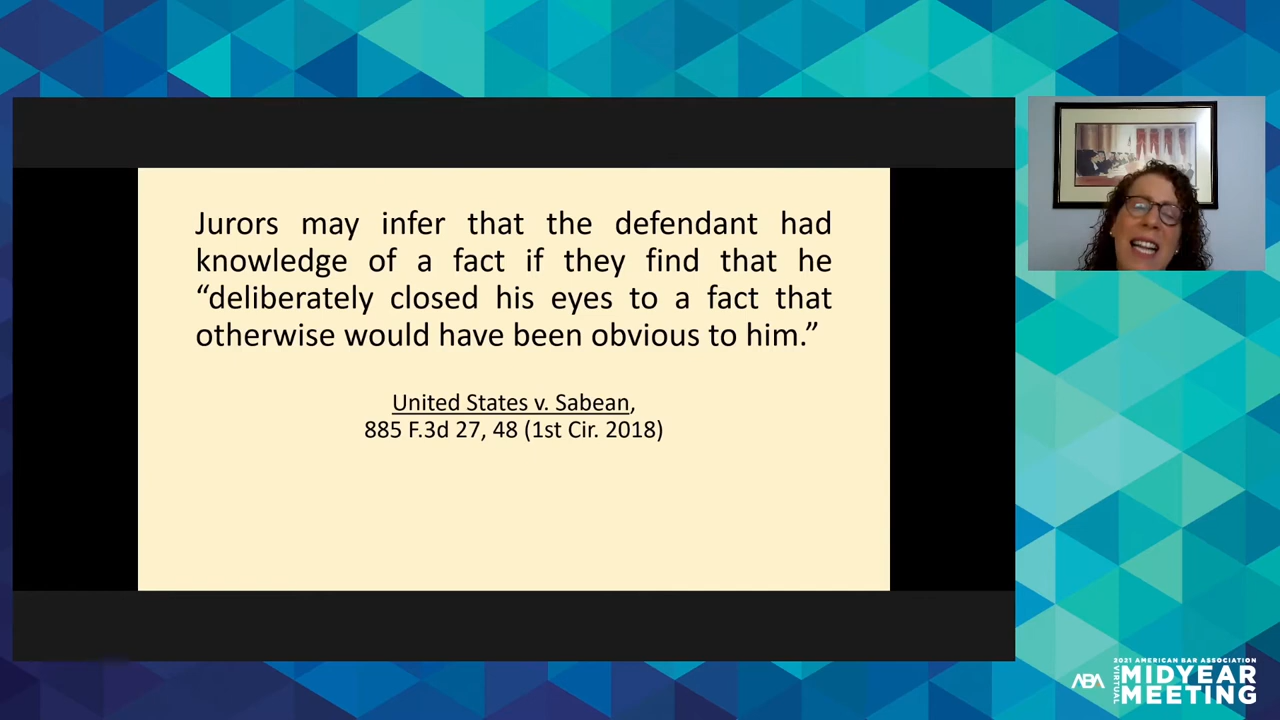 Jurors may infer that the defendant had
knowledge of a fact if they find that he
“deliberately closed his eyes to a fact that
otherwise would have been obvious to him.”
United States v. Sabean,
885 F.3d 27, 48 (1st Cir. 2018)
ABA
2021 AMERICAN BAR ASSOCIATION
VIRTUAL
MIDYEAR
MEETING